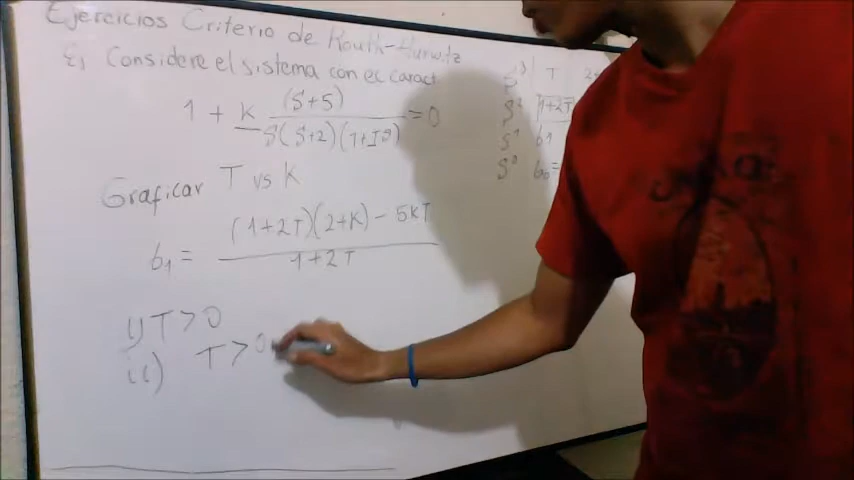 Ejercicios Criterio de Routh-Hurwitz
Ej Considere el sistema con ec caract
1 + K (S+5) / S(S+2)(1+TS) = 0
Graficar T vs K
b1 = (1+2T)(2+K) - 5KT / 1+2T
i) T > 0
ii) T > 0
S³ T
S² 1+2T
S¹ b1
S⁰ b0 =